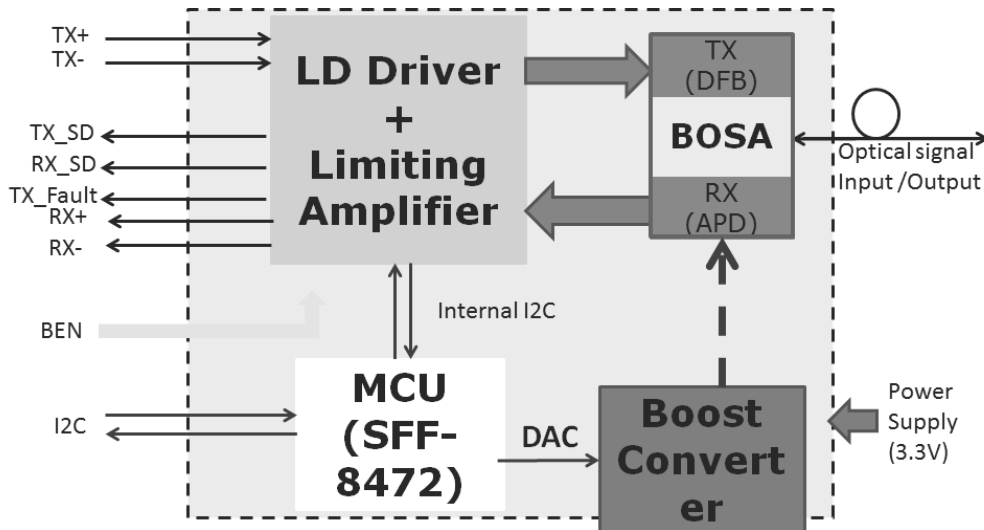 TX+
TX-
TX_SD
RX_SD
TX_Fault
RX+
RX-
BEN
I2C
LD Driver
+
Limiting
Amplifier
Internal I2C
MCU
(SFF-
8472)
DAC
Boost
Convert
er
TX
(DFB)
BOSA
RX
(APD)
Optical signal
Input /Output
Power
Supply
(3.3V)